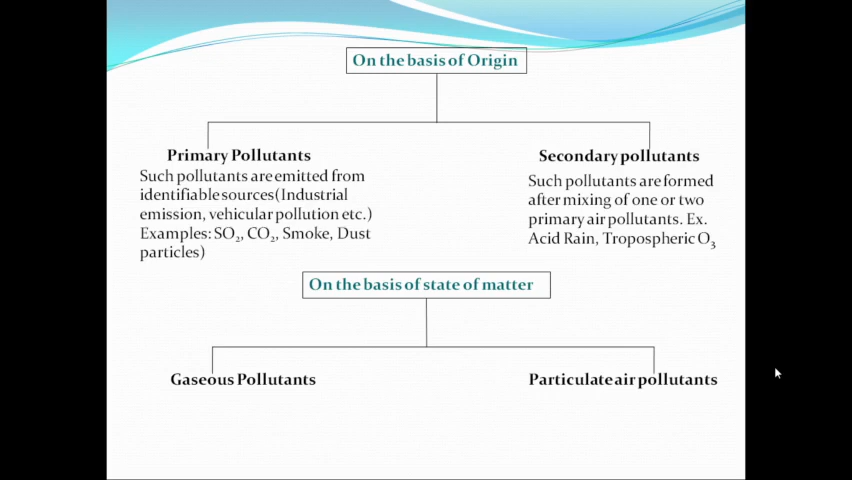 On the basis of Origin
Primary Pollutants
Such pollutants are emitted from
identifiable sources(Industrial
emission, vehicular pollution etc.)
Examples: SO₂, CO₂, Smoke, Dust
particles)
Secondary pollutants
Such pollutants are formed
after mixing of one or two
primary air pollutants. Ex.
Acid Rain, Tropospheric O₃
On the basis of state of matter
Gaseous Pollutants
Particulate air pollutants